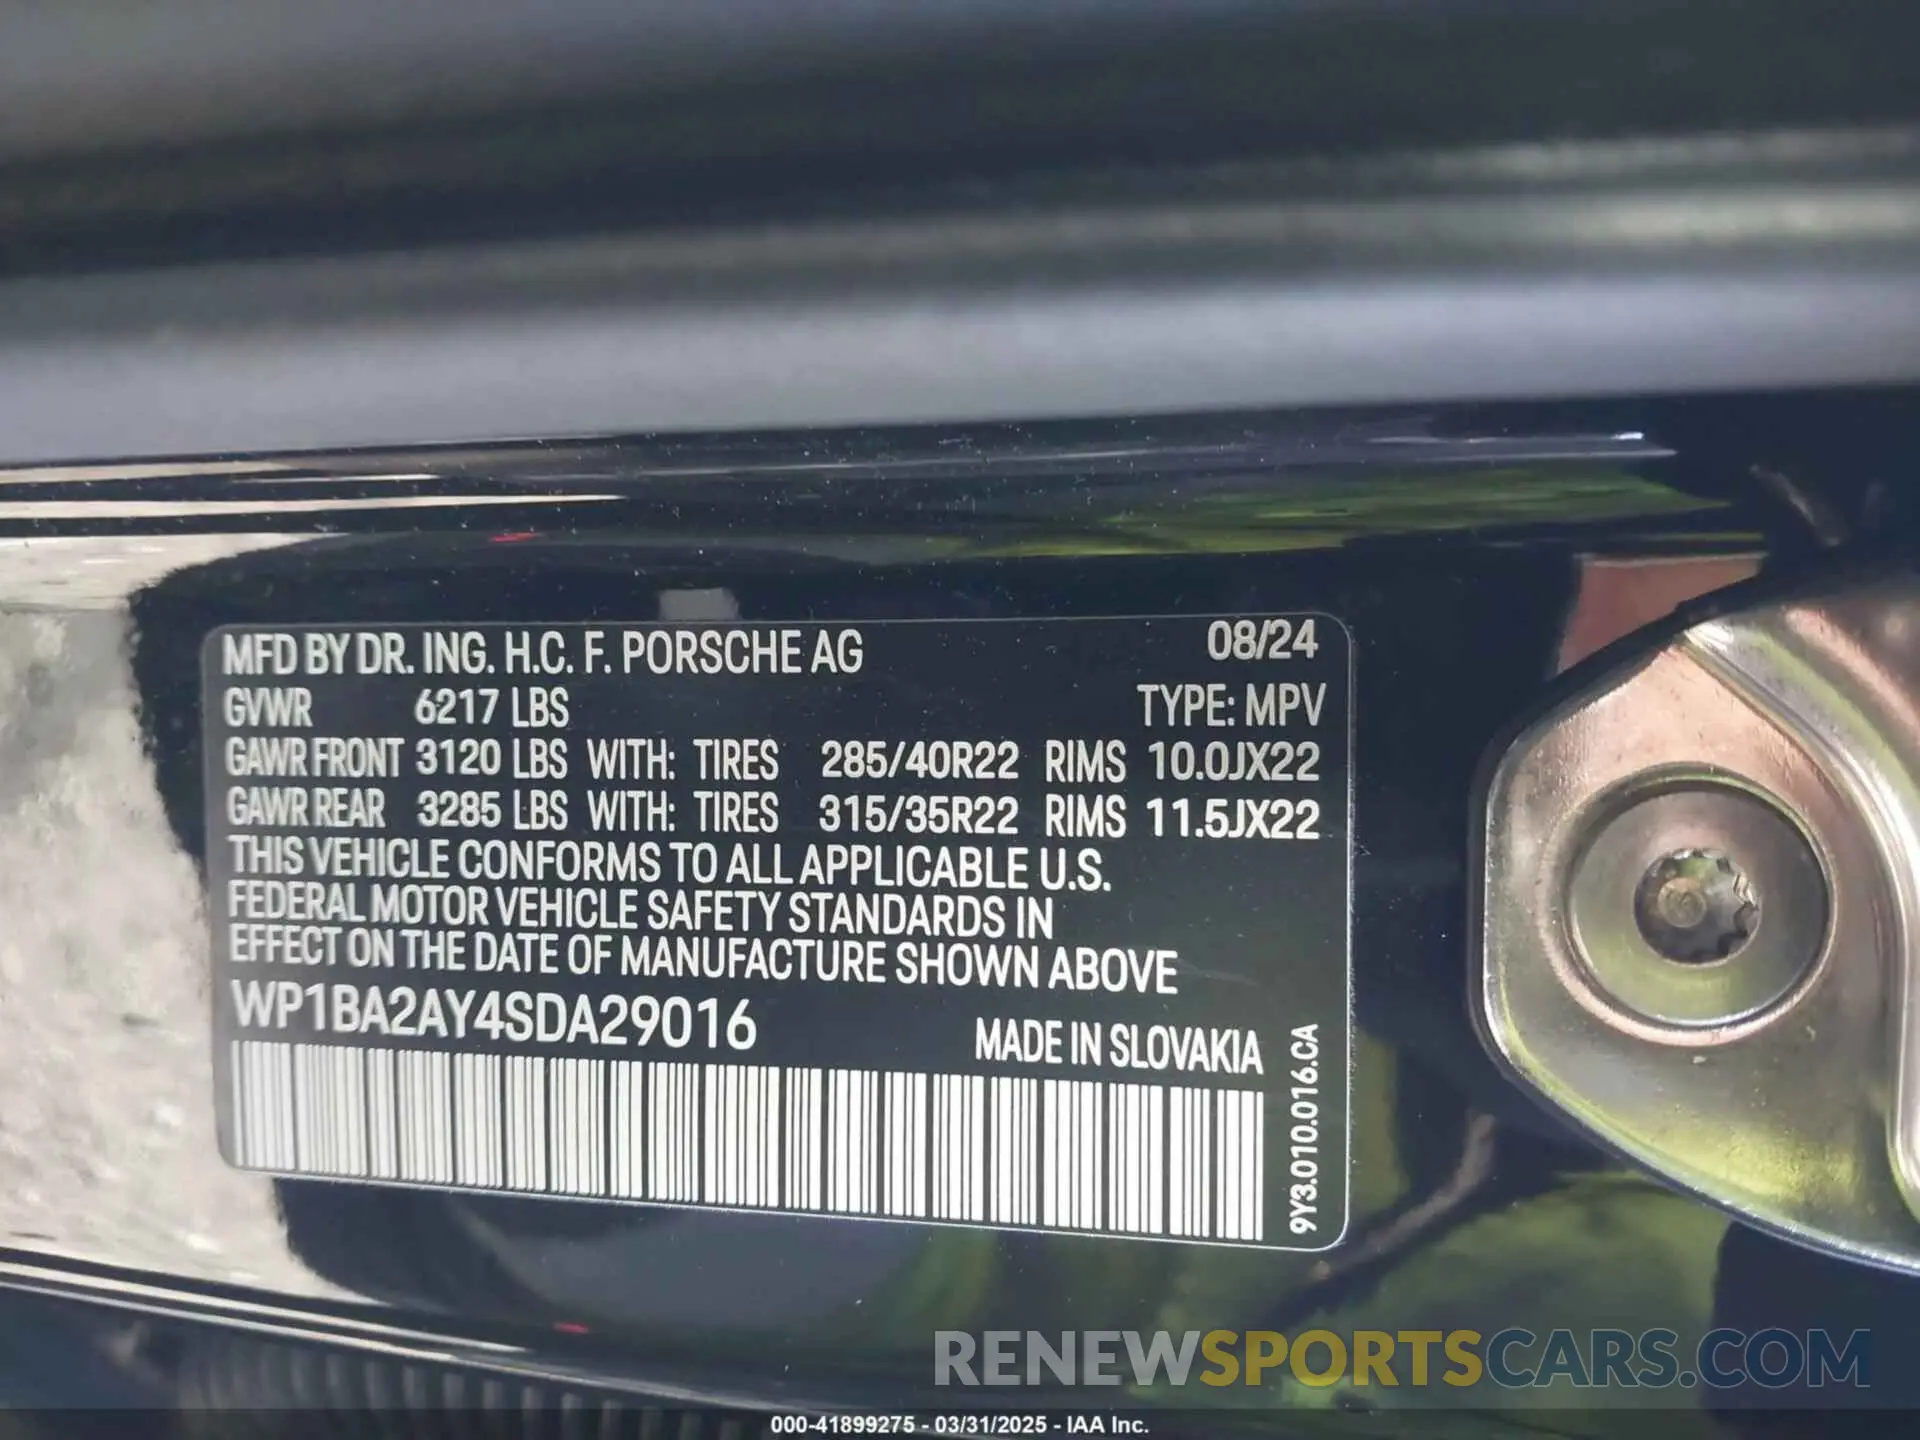 MFD BY DR. ING. H.C. F. PORSCHE AG 08/24
GVWR 6217 LBS TYPE: MPV
GAWR FRONT 3120 LBS WITH: TIRES 285/40R22 RIMS 10.0JX22
GAWR REAR 3285 LBS WITH: TIRES 315/35R22 RIMS 11.5JX22
THIS VEHICLE CONFORMS TO ALL APPLICABLE U.S.
FEDERAL MOTOR VEHICLE SAFETY STANDARDS IN
EFFECT ON THE DATE OF MANUFACTURE SHOWN ABOVE
WP1BA2AY4SDA29016
MADE IN SLOVAKIA
9Y3.010.016.CA
RENEWSPORTSCARS.COM
000-41899275 - 03/31/2025 - IAA Inc.